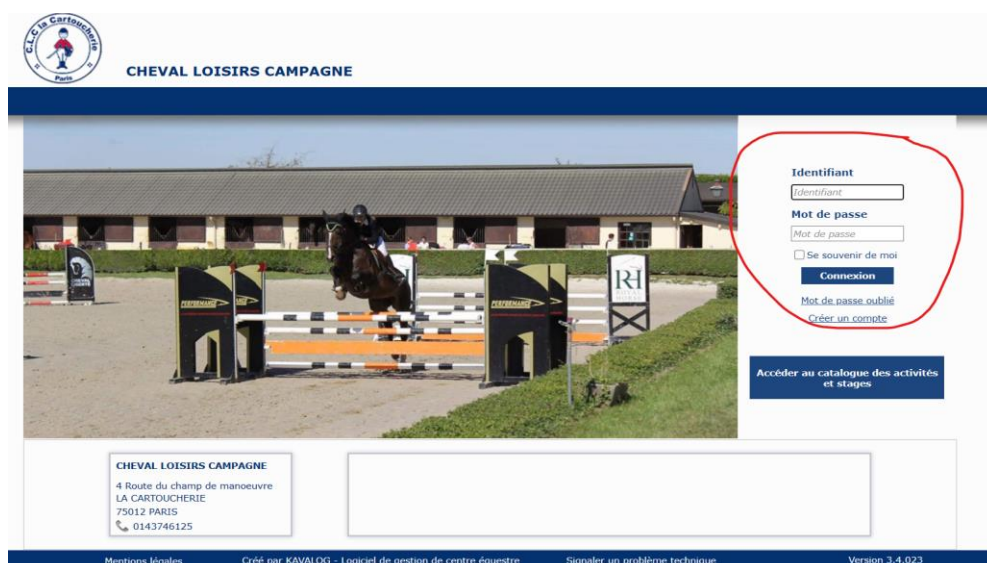 C.L.C la Cartoucherie
Paris
CHEVAL LOISIRS CAMPAGNE
Identifiant
Identifiant
Mot de passe
Mot de passe
Se souvenir de moi
Connexion
Mot de passe oublié
Créer un compte
PERFORMANCE
PERFORMANCE
RH
ROYAL
HORSE
Accéder au catalogue des activités
et stages
CHEVAL LOISIRS CAMPAGNE
4 Route du champ de manoeuvre
LA CARTOUCHERIE
75012 PARIS
0143746125
Mentions légales Créé par KAVALOG - Logiciel de gestion de centre équestre Signaler un problème technique Version 3.4.023